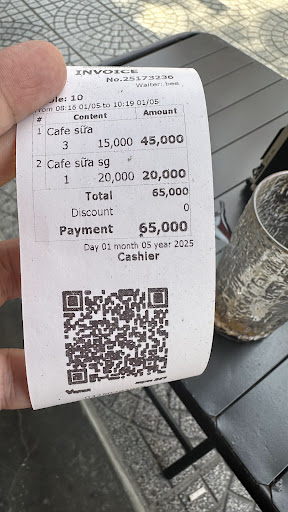 INVOICE
No.25173236
Table: 10
Waiter: bee
From 08:16 01/05 to 10:19 01/05
# Content Amount
1 Cafe sữa
3 15,000 45,000
2 Cafe sữa sg
1 20,000 20,000
Total 65,000
Discount 0
Payment 65,000
Day 01 month 05 year 2025
Cashier